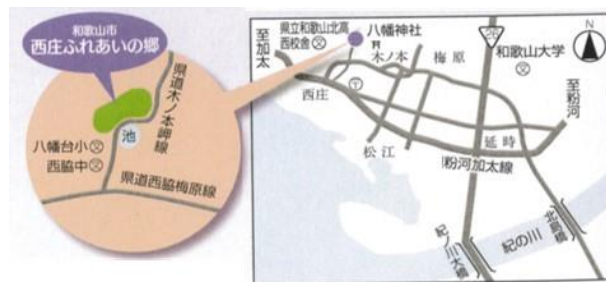 和歌山市
西庄ふれあいの郷
県道木ノ本岬線
池
八幡台小
西脇中
県道西脇梅原線
県立和歌山北高
西校舎
八幡神社
至加太
木ノ本
梅原
26
和歌山大学
N
至粉河
西庄
松江
延時
粉河加太線
紀の川
紀ノ川大橋
北島橋